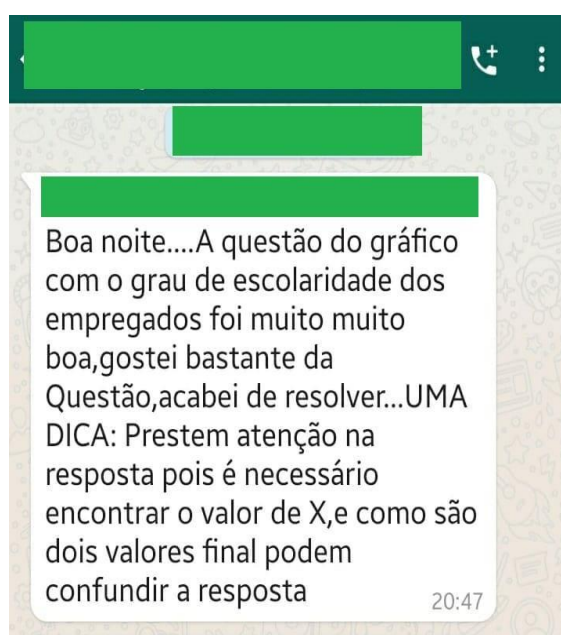 Boa noite....A questão do gráfico
com o grau de escolaridade dos
empregados foi muito muito
boa,gostei bastante da
Questão,acabei de resolver...UMA
DICA: Prestem atenção na
resposta pois é necessário
encontrar o valor de X,e como são
dois valores final podem
confundir a resposta
20:47